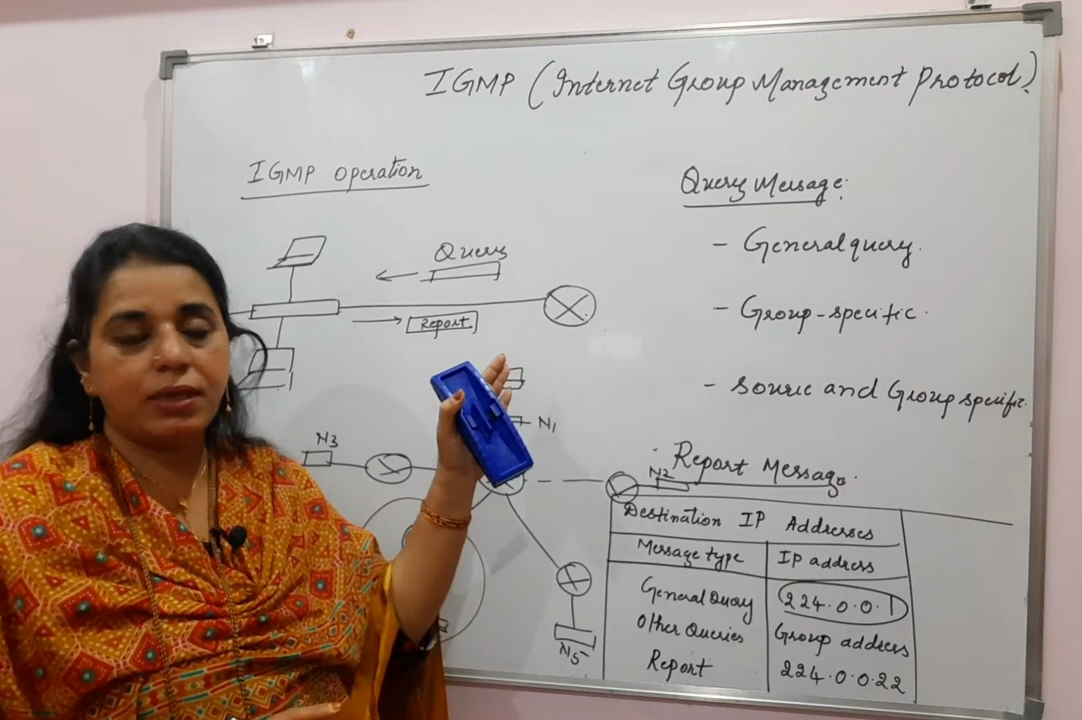 IGMP (Internet Group Management Protocol)
IGMP Operation
Query
Report
N3
N1
N2
N5
Query Message:
- General query.
- Group-specific.
- source and Group specific.
Report Message
Destination IP Addresses
Message type IP address
General Query 224.0.0.1
Other Queries Group address
Report 224.0.0.22